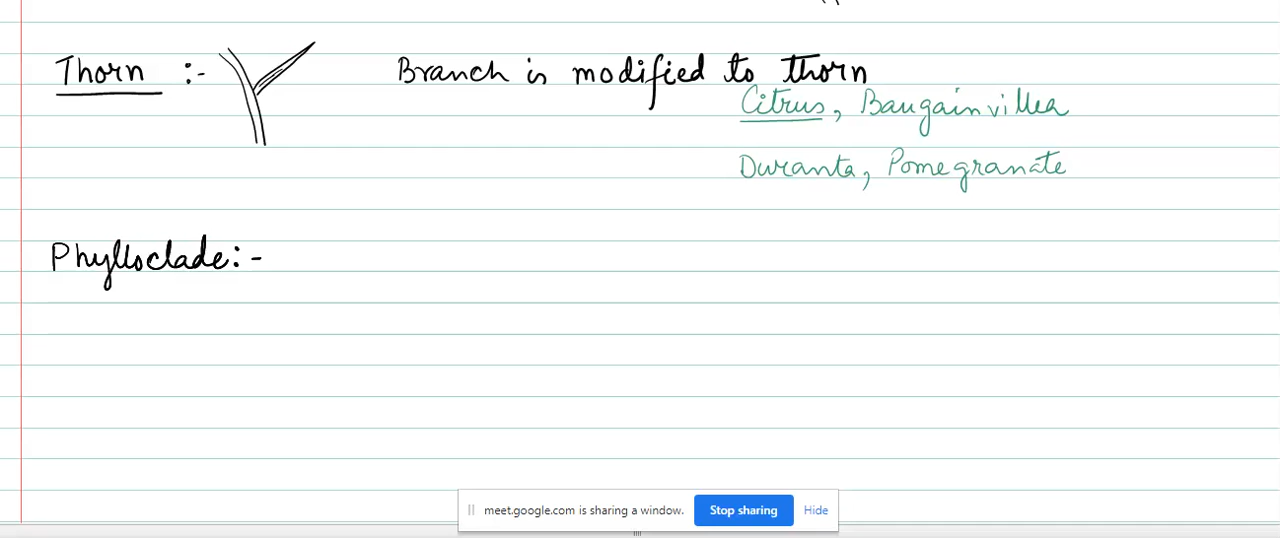 Thorn :- Branch is modified to thorn
Citrus, Baugainvillea
Duranta, Pomegranate
Phylloclade:-
meet.google.com is sharing a window. Stop sharing Hide